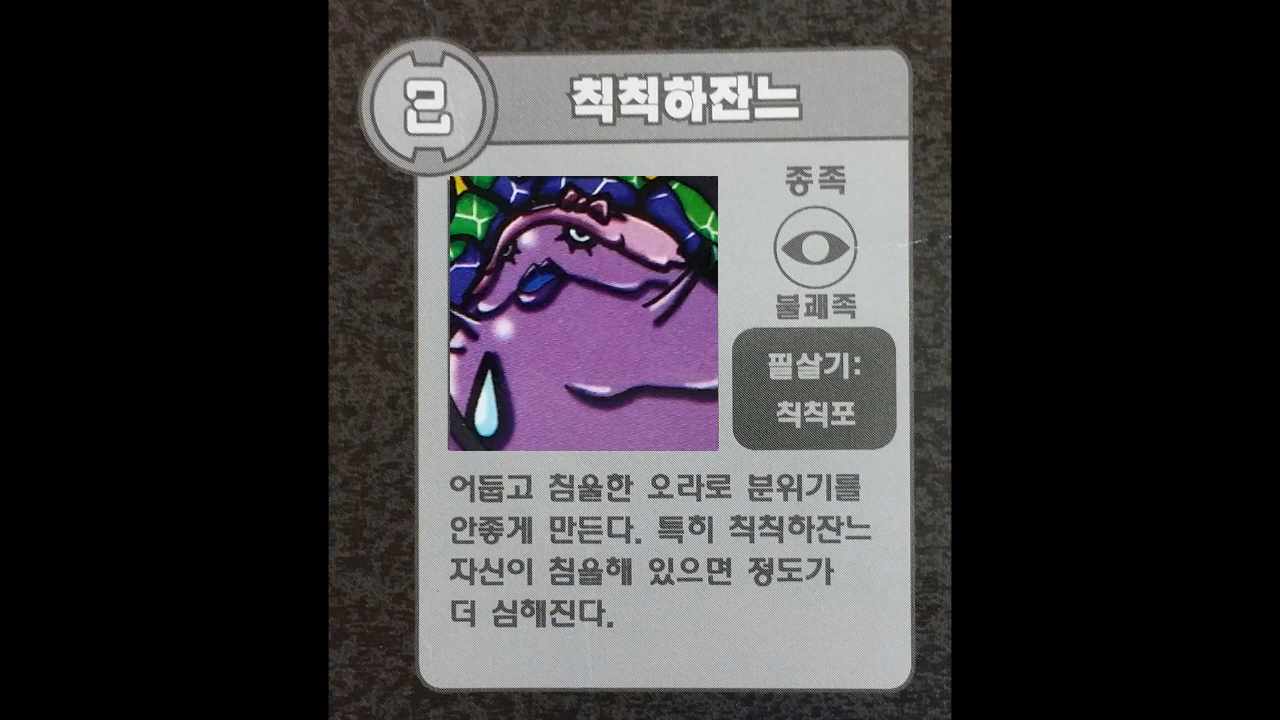 근
칙칙하잔느
종족
불쾌족
필살기:
칙칙포
어둡고 침울한 오라로 분위기를
안좋게 만든다. 특히 칙칙하잔느
자신이 침울해 있으면 정도가
더 심해진다.